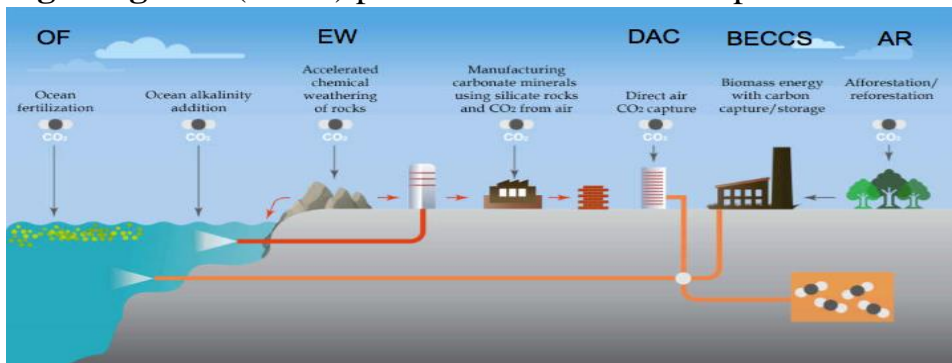 OF EW DAC BECCS AR
Ocean
fertilization
CO₂
Ocean alkalinity
addition
CO₂
Accelerated
chemical
weathering
of rocks
CO₂
Manufacturing
carbonate minerals
using silicate rocks
and CO₂ from air
CO₂
Direct air
CO₂ capture
CO₂
Biomass energy
with carbon
capture/storage
Afforestation/
reforestation
CO₂